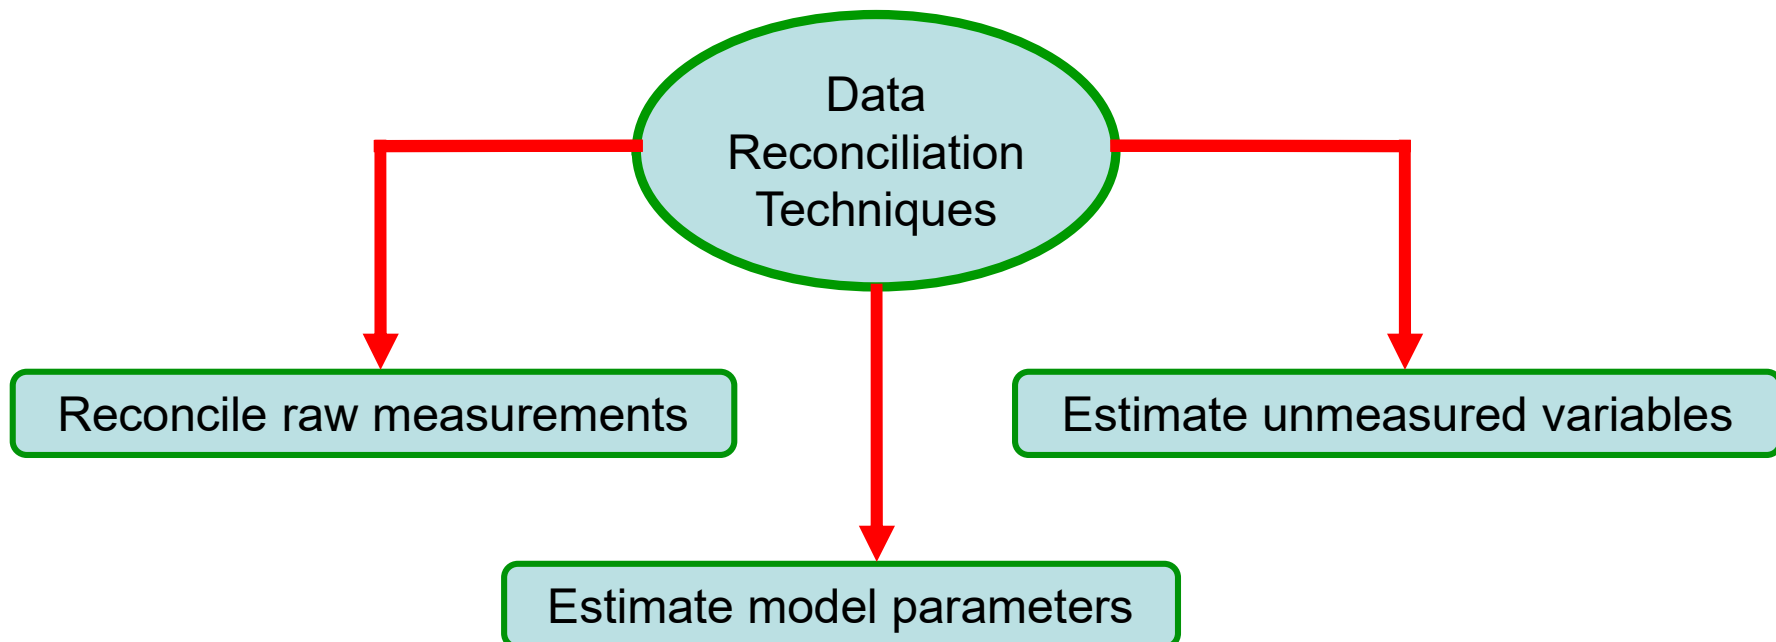 Data
Reconciliation
Techniques
Reconcile raw measurements
Estimate unmeasured variables
Estimate model parameters